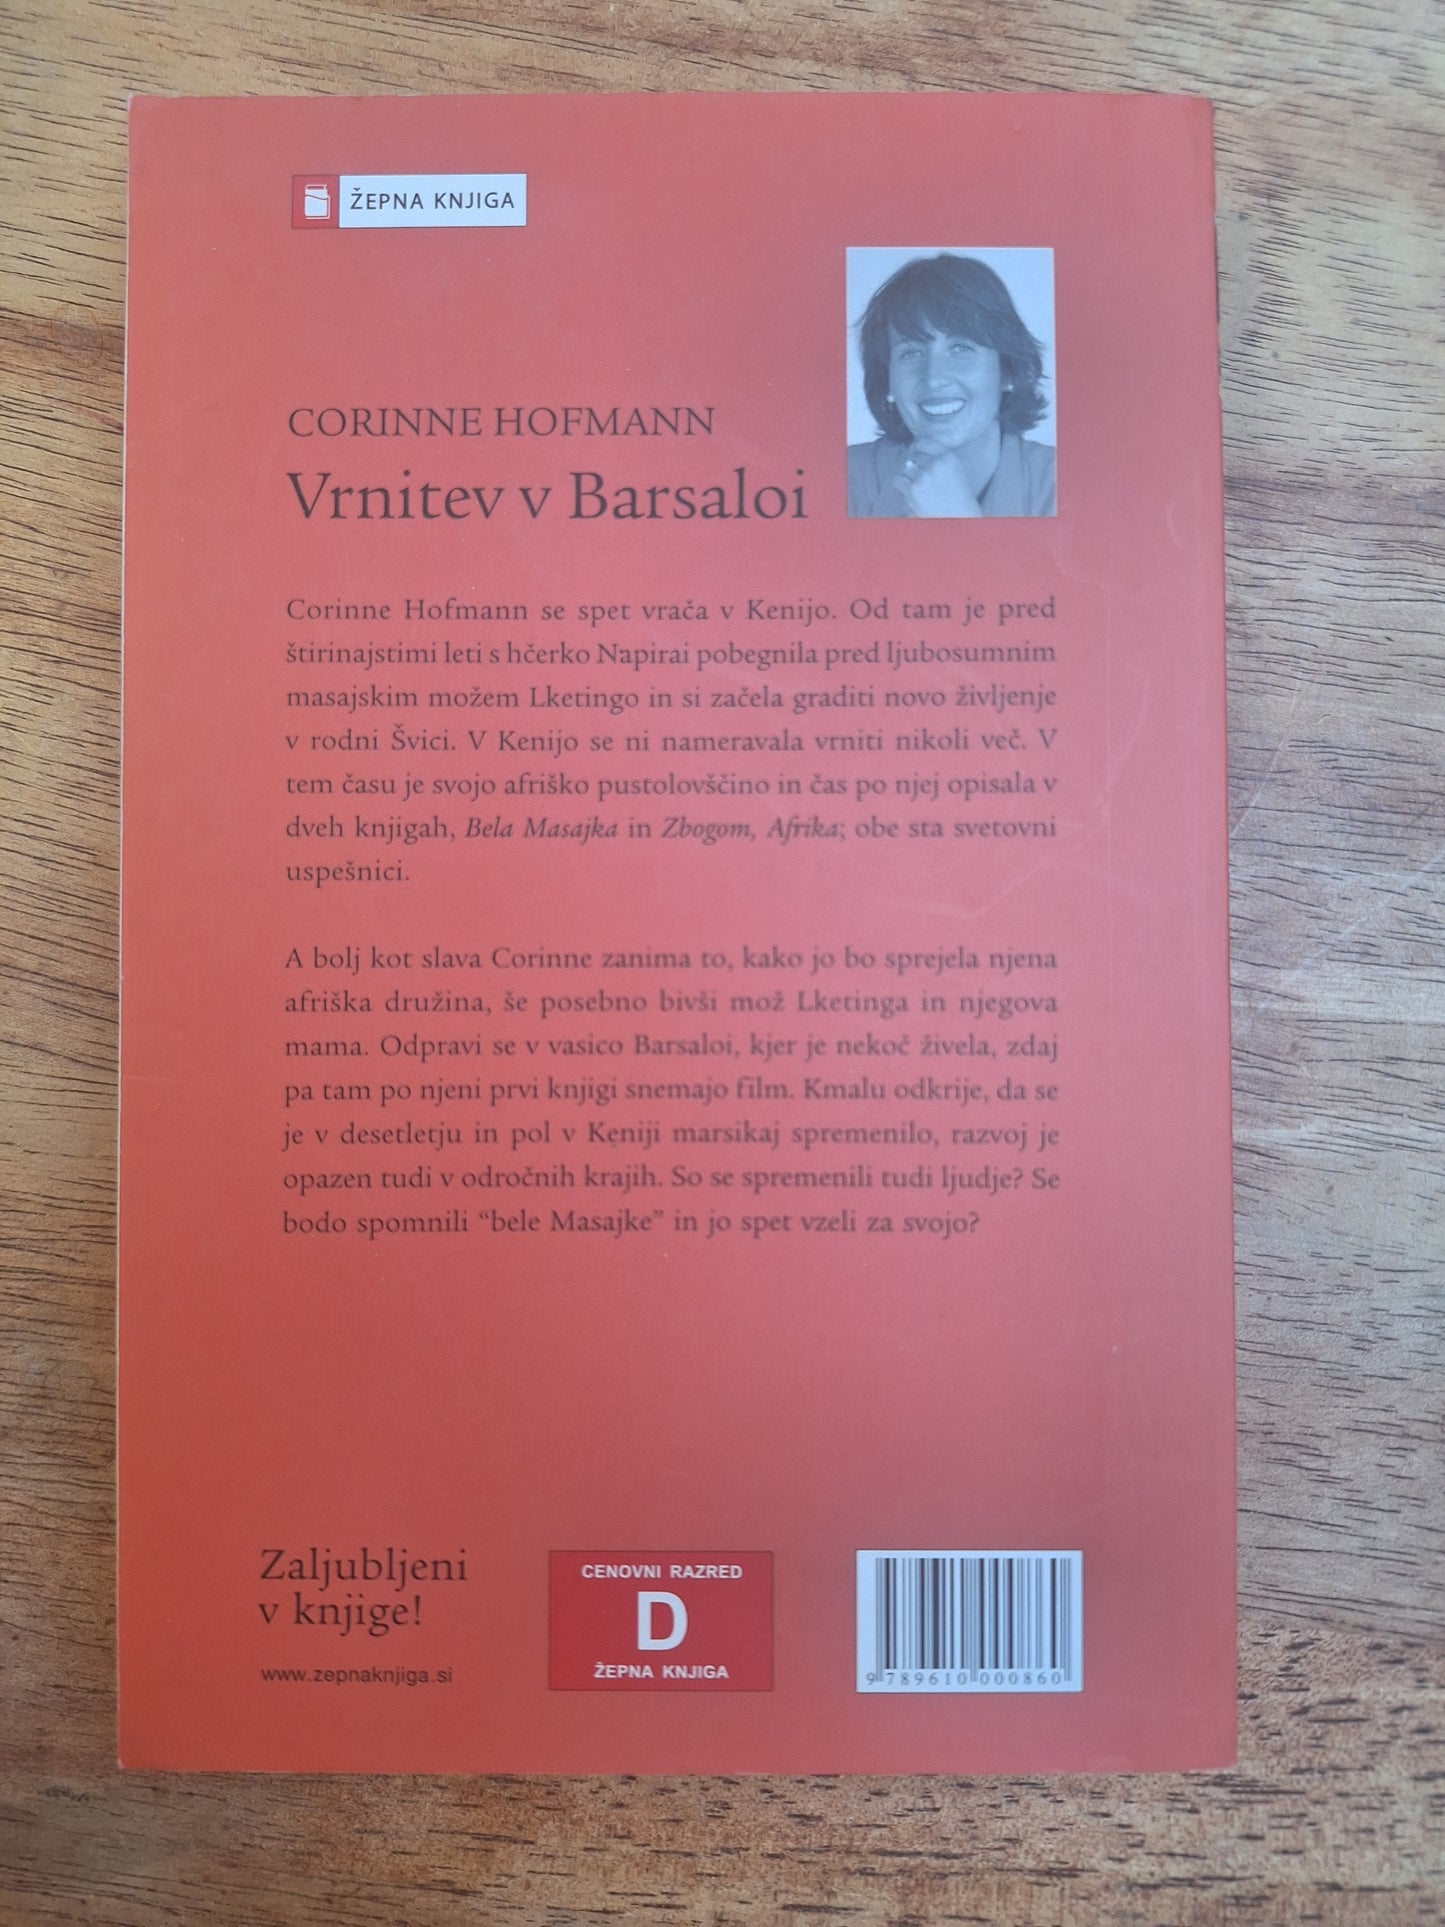 ŽEPNA KNJIGA
CORINNE HOFMANN
Vrnitev v Barsaloi
Corinne Hofmann se spet vrača v Kenijo. Od tam je pred
štirinajstimi leti s hčerko Napirai pobegnila pred ljubosumnim
masajskim možem Lketingo in si začela graditi novo življenje
v rodni Švici. V Kenijo se ni nameravala vrniti nikoli več. V
tem času je svojo afriško pustolovščino in čas po njej opisala v
dveh knjigah, Bela Masajka in Zbogom, Afrika; obe sta svetovni
uspešnici.
A bolj kot slava Corinne zanima to, kako jo bo sprejela njena
afriška družina, še posebno bivši mož Lketinga in njegova
mama. Odpravi se v vasico Barsaloi, kjer je nekoč živela, zdaj
pa tam po njeni prvi knjigi snemajo film. Kmalu odkrije, da se
je v desetletju in pol v Keniji marsikaj spremenilo, razvoj je
opazen tudi v odročnih krajih. So se spremenili tudi ljudje? Se
bodo spomnili “bele Masajke” in jo spet vzeli za svojo?
Zaljubljeni
v knjige!
www.zepnaknjiga.si
CENOVNI RAZRED
D
ŽEPNA KNJIGA
9 789610 000860